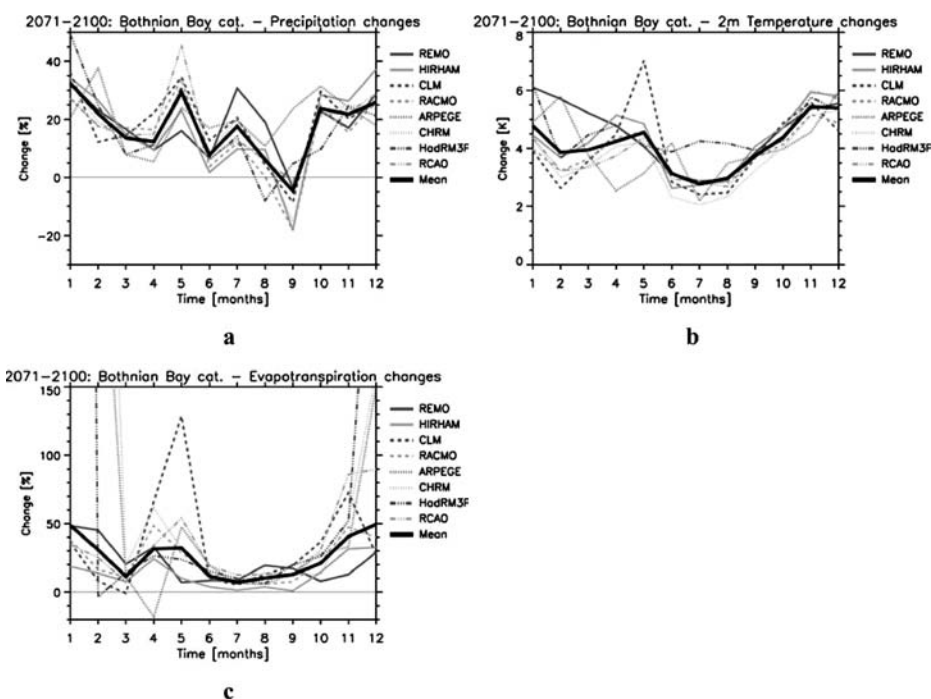 2071-2100: Bothnian Bay cat. - Precipitation changes
Change [%]
40
20
0
-20
1 2 3 4 5 6 7 8 9 10 11 12
Time [months]
REMO
HIRHAM
CLM
RACMO
ARPEGE
CHRM
HadRM3P
RCAO
Mean
a
2071-2100: Bothnian Bay cat. - 2m Temperature changes
Change [K]
8
6
4
2
0
1 2 3 4 5 6 7 8 9 10 11 12
Time [months]
REMO
HIRHAM
CLM
RACMO
ARPEGE
CHRM
HadRM3P
RCAO
Mean
b
2071-2100: Bothnian Bay cat. - Evapotranspiration changes
Change [%]
150
100
50
0
1 2 3 4 5 6 7 8 9 10 11 12
Time [months]
REMO
HIRHAM
CLM
RACMO
ARPEGE
CHRM
HadRM3P
RCAO
Mean
c